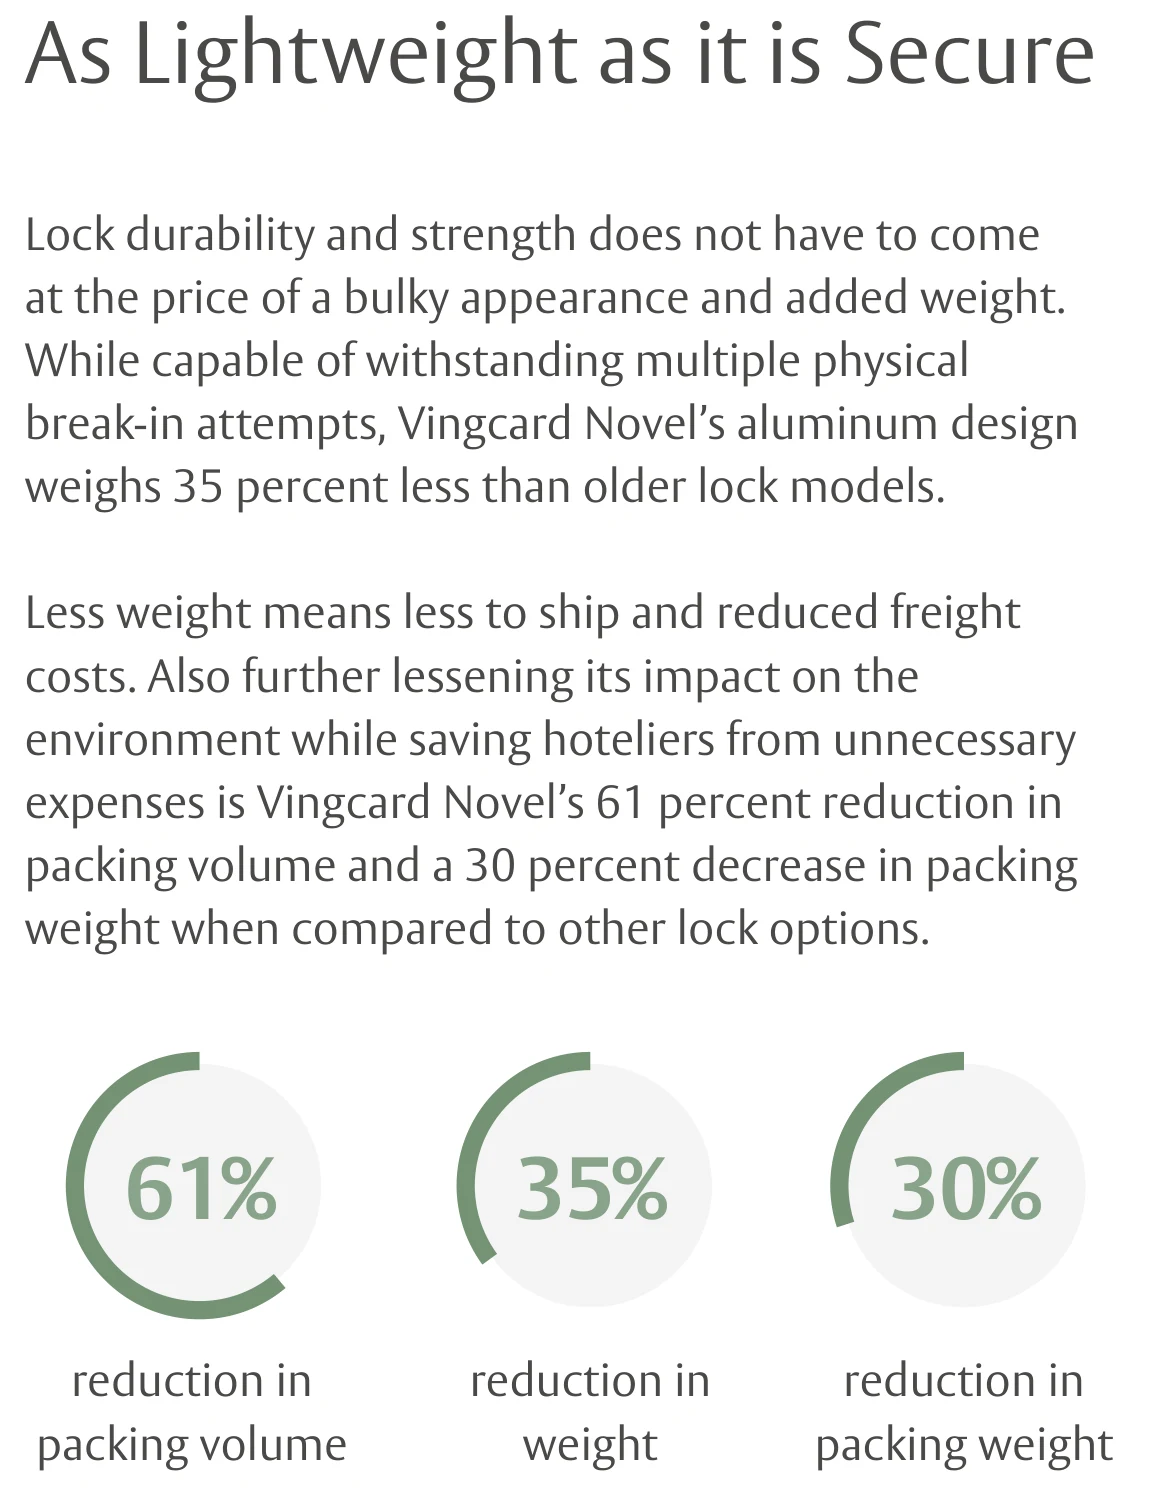 As Lightweight as it is Secure
Lock durability and strength does not have to come
at the price of a bulky appearance and added weight.
While capable of withstanding multiple physical
break-in attempts, Vingcard Novel’s aluminum design
weighs 35 percent less than older lock models.
Less weight means less to ship and reduced freight
costs. Also further lessening its impact on the
environment while saving hoteliers from unnecessary
expenses is Vingcard Novel’s 61 percent reduction in
packing volume and a 30 percent decrease in packing
weight when compared to other lock options.
61%
reduction in
packing volume
35%
reduction in
weight
30%
reduction in
packing weight